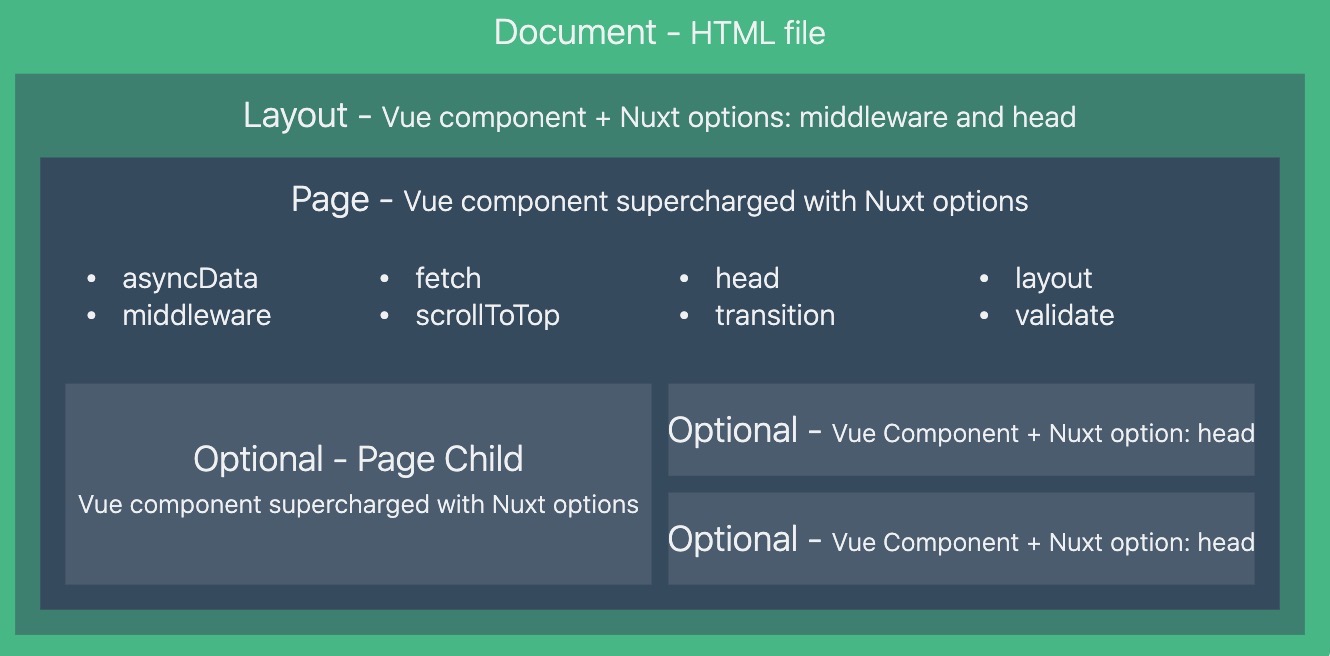 Document - HTML file
Layout - Vue component + Nuxt options: middleware and head
Page - Vue component supercharged with Nuxt options
• asyncData • fetch • head • layout
• middleware • scrollToTop • transition • validate
Optional - Page Child
Vue component supercharged with Nuxt options
Optional - Vue Component + Nuxt option: head
Optional - Vue Component + Nuxt option: head